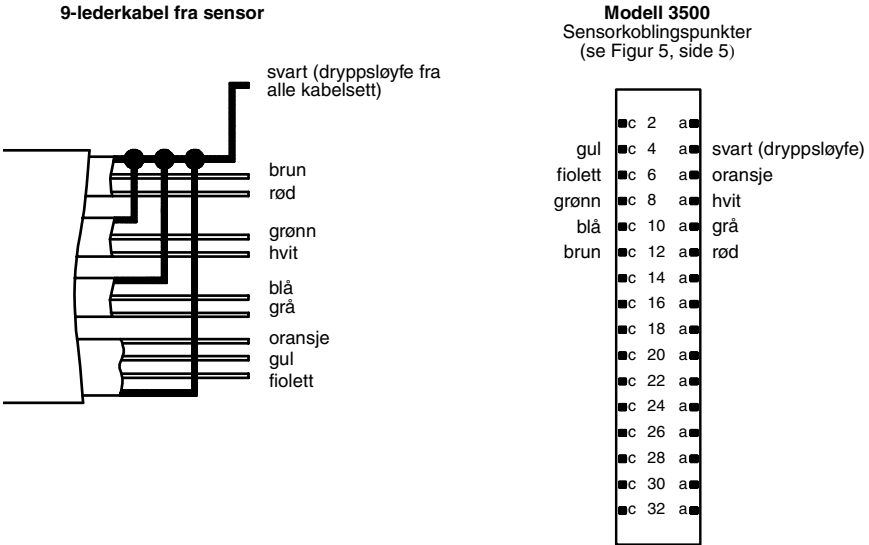 9-lederkabel fra sensor
svart (dryppsløyfe fra
alle kabelsett)
brun
rød
grønn
hvit
blå
grå
oransje
gul
fiolett
Modell 3500
Sensorkoblingspunkter
(se Figur 5, side 5)
c 2 a
gul c 4 a svart (dryppsløyfe)
fiolett c 6 a oransje
grønn c 8 a hvit
blå c 10 a grå
brun c 12 a rød
c 14 a
c 16 a
c 18 a
c 20 a
c 22 a
c 24 a
c 26 a
c 28 a
c 30 a
c 32 a